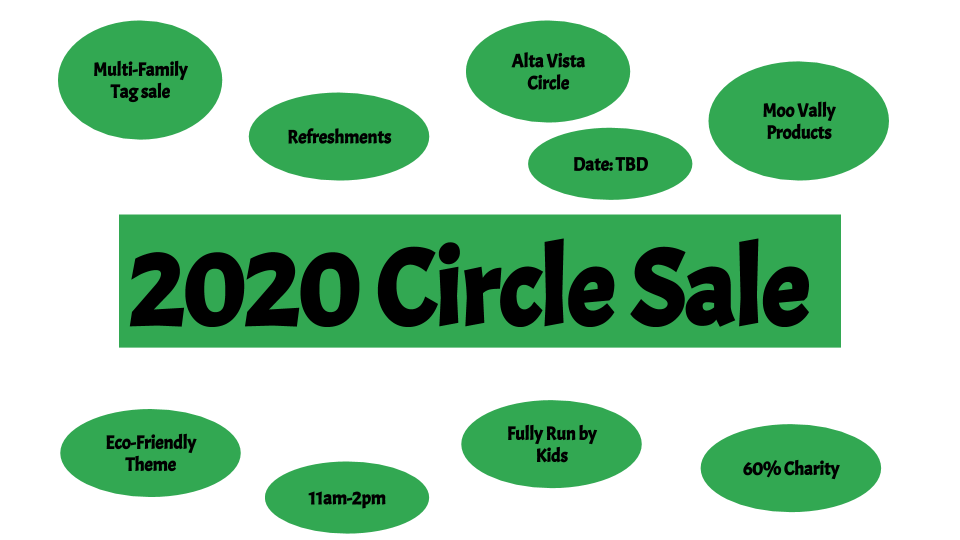 Multi-Family
Tag sale
Refreshments
Alta Vista
Circle
Date: TBD
Moo Vally
Products
2020 Circle Sale
Eco-Friendly
Theme
11am-2pm
Fully Run by
Kids
60% Charity